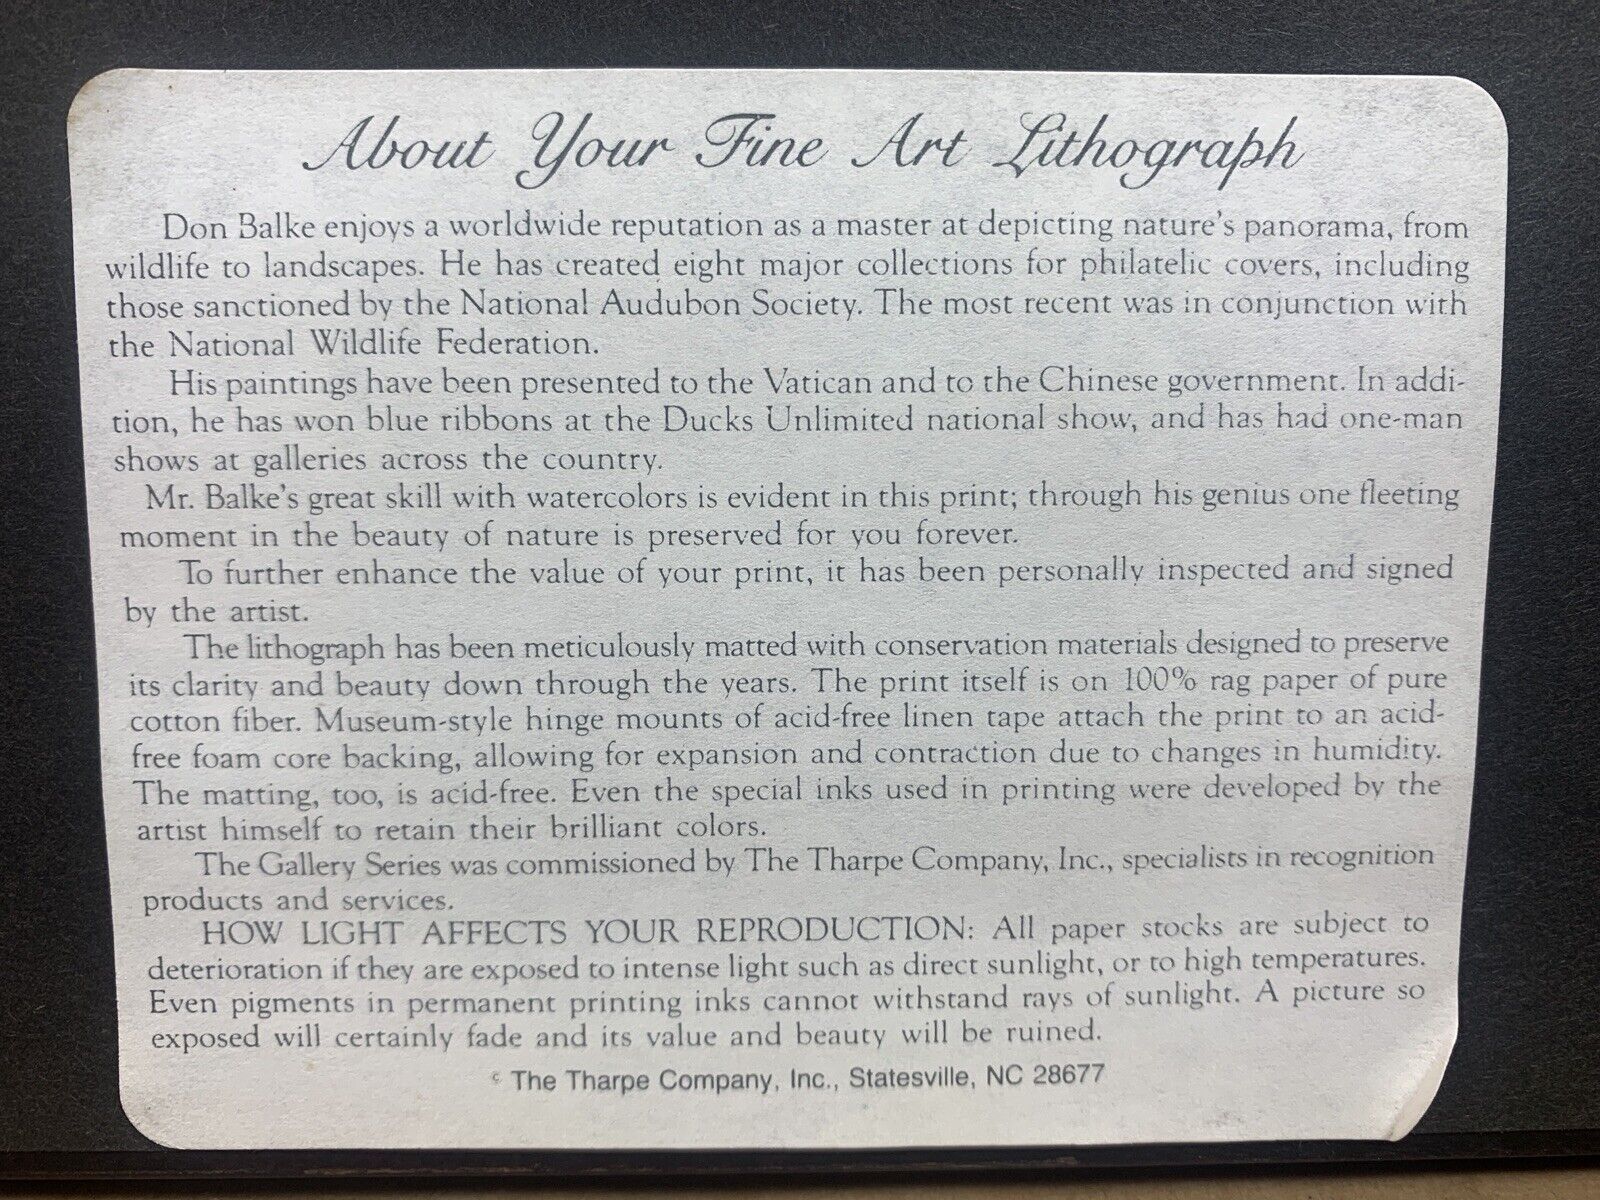 About Your Fine Art Lithograph
Don Balke enjoys a worldwide reputation as a master at depicting nature's panorama, from
wildlife to landscapes. He has created eight major collections for philatelic covers, including
those sanctioned by the National Audubon Society. The most recent was in conjunction with
the National Wildlife Federation.
His paintings have been presented to the Vatican and to the Chinese government. In addi-
tion, he has won blue ribbons at the Ducks Unlimited national show, and has had one-man
shows at galleries across the country.
Mr. Balke's great skill with watercolors is evident in this print; through his genius one fleeting
moment in the beauty of nature is preserved for you forever.
To further enhance the value of your print, it has been personally inspected and signed
by the artist.
The lithograph has been meticulously matted with conservation materials designed to preserve
its clarity and beauty down through the years. The print itself is on 100% rag paper of pure
cotton fiber. Museum-style hinge mounts of acid-free linen tape attach the print to an acid-
free foam core backing, allowing for expansion and contraction due to changes in humidity.
The matting, too, is acid-free. Even the special inks used in printing were developed by the
artist himself to retain their brilliant colors.
The Gallery Series was commissioned by The Tharpe Company, Inc., specialists in recognition
products and services.
HOW LIGHT AFFECTS YOUR REPRODUCTION: All paper stocks are subject to
deterioration if they are exposed to intense light such as direct sunlight, or to high temperatures.
Even pigments in permanent printing inks cannot withstand rays of sunlight. A picture so
exposed will certainly fade and its value and beauty will be ruined.
© The Tharpe Company, Inc., Statesville, NC 28677